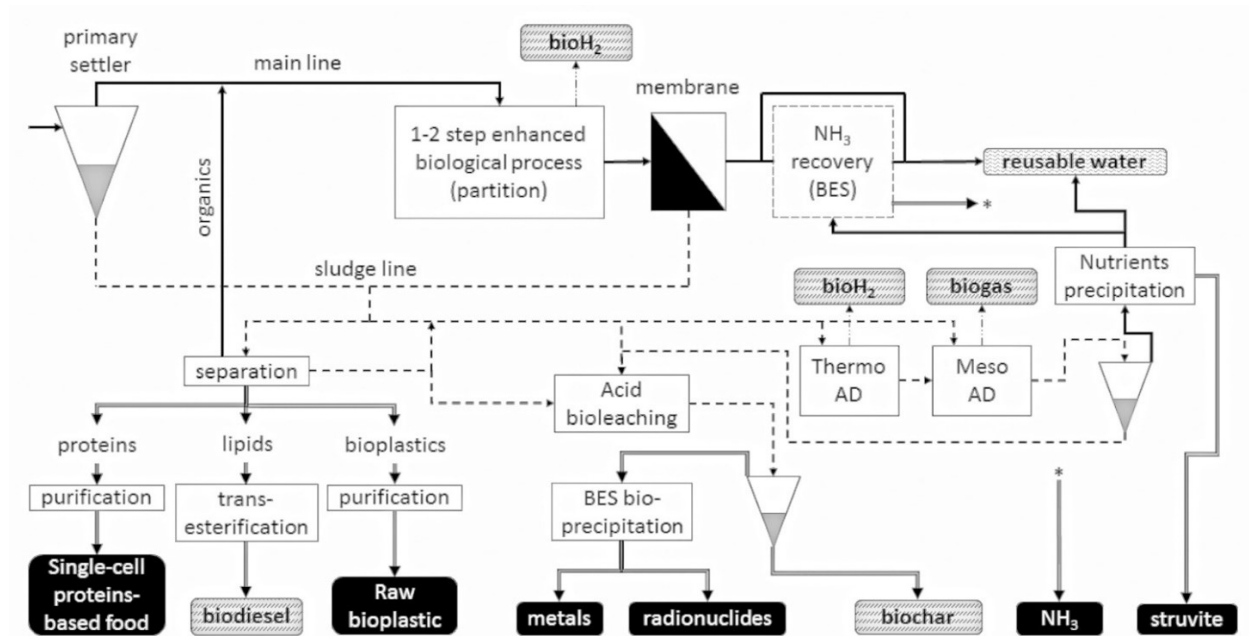 primary
settler
main line
bioH₂
membrane
1-2 step enhanced
biological process
(partition)
NH₃
recovery
(BES)
reusable water
*
organics
sludge line
Nutrients
precipitation
bioH₂
biogas
separation
Thermo
AD
Meso
AD
Acid
bioleaching
proteins
lipids
bioplastics
purification
trans-
esterification
purification
BES bio-
precipitation
*
Single-cell
proteins-
based food
biodiesel
Raw
bioplastic
metals
radionuclides
biochar
NH₃
struvite